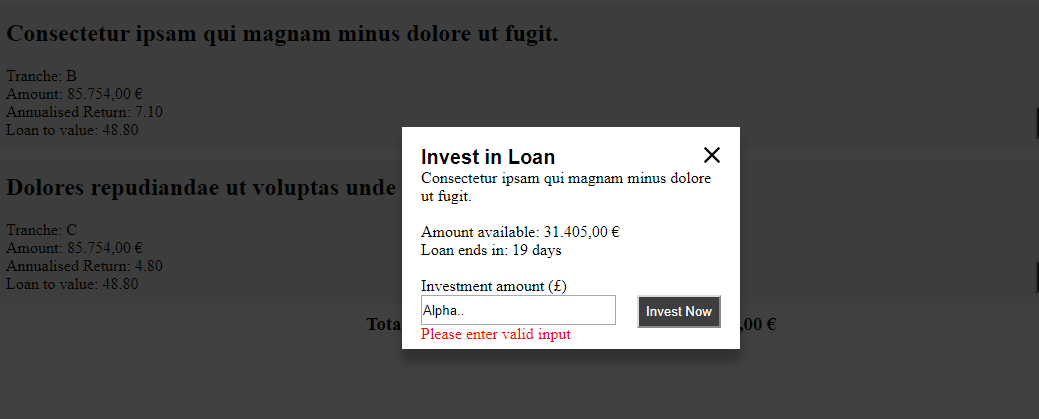 Consectetur ipsam qui magnam minus dolore ut fugit.
Tranche: B
Amount: 85.754,00 €
Annualised Return: 7.10
Loan to value: 48.80
Dolores repudiandae ut voluptas unde
Tranche: C
Amount: 85.754,00 €
Annualised Return: 4.80
Loan to value: 48.80
Invest in Loan
Consectetur ipsam qui magnam minus dolore
ut fugit.
Amount available: 31.405,00 €
Loan ends in: 19 days
Investment amount (£)
Alpha..
Invest Now
Please enter valid input
,00 €